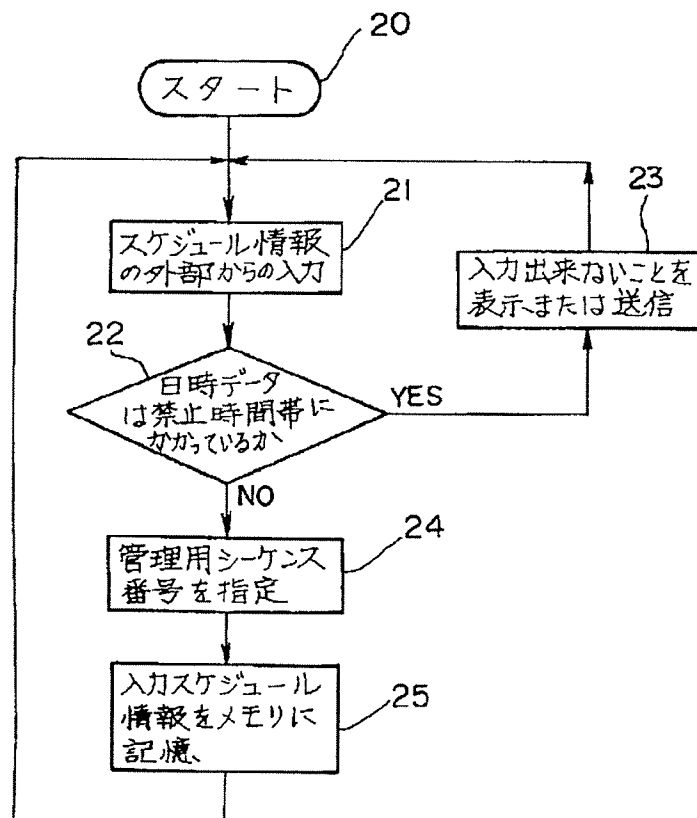 20
スタート
21
スケジュール情報
の外部からの入力
23
入力出来ないことを
表示、または送信
22
日時データ
は禁止時間帯に
かかっているか
YES
NO
24
管理用シーケンス
番号を指定
25
入力スケジュール
情報をメモリに
記憶、